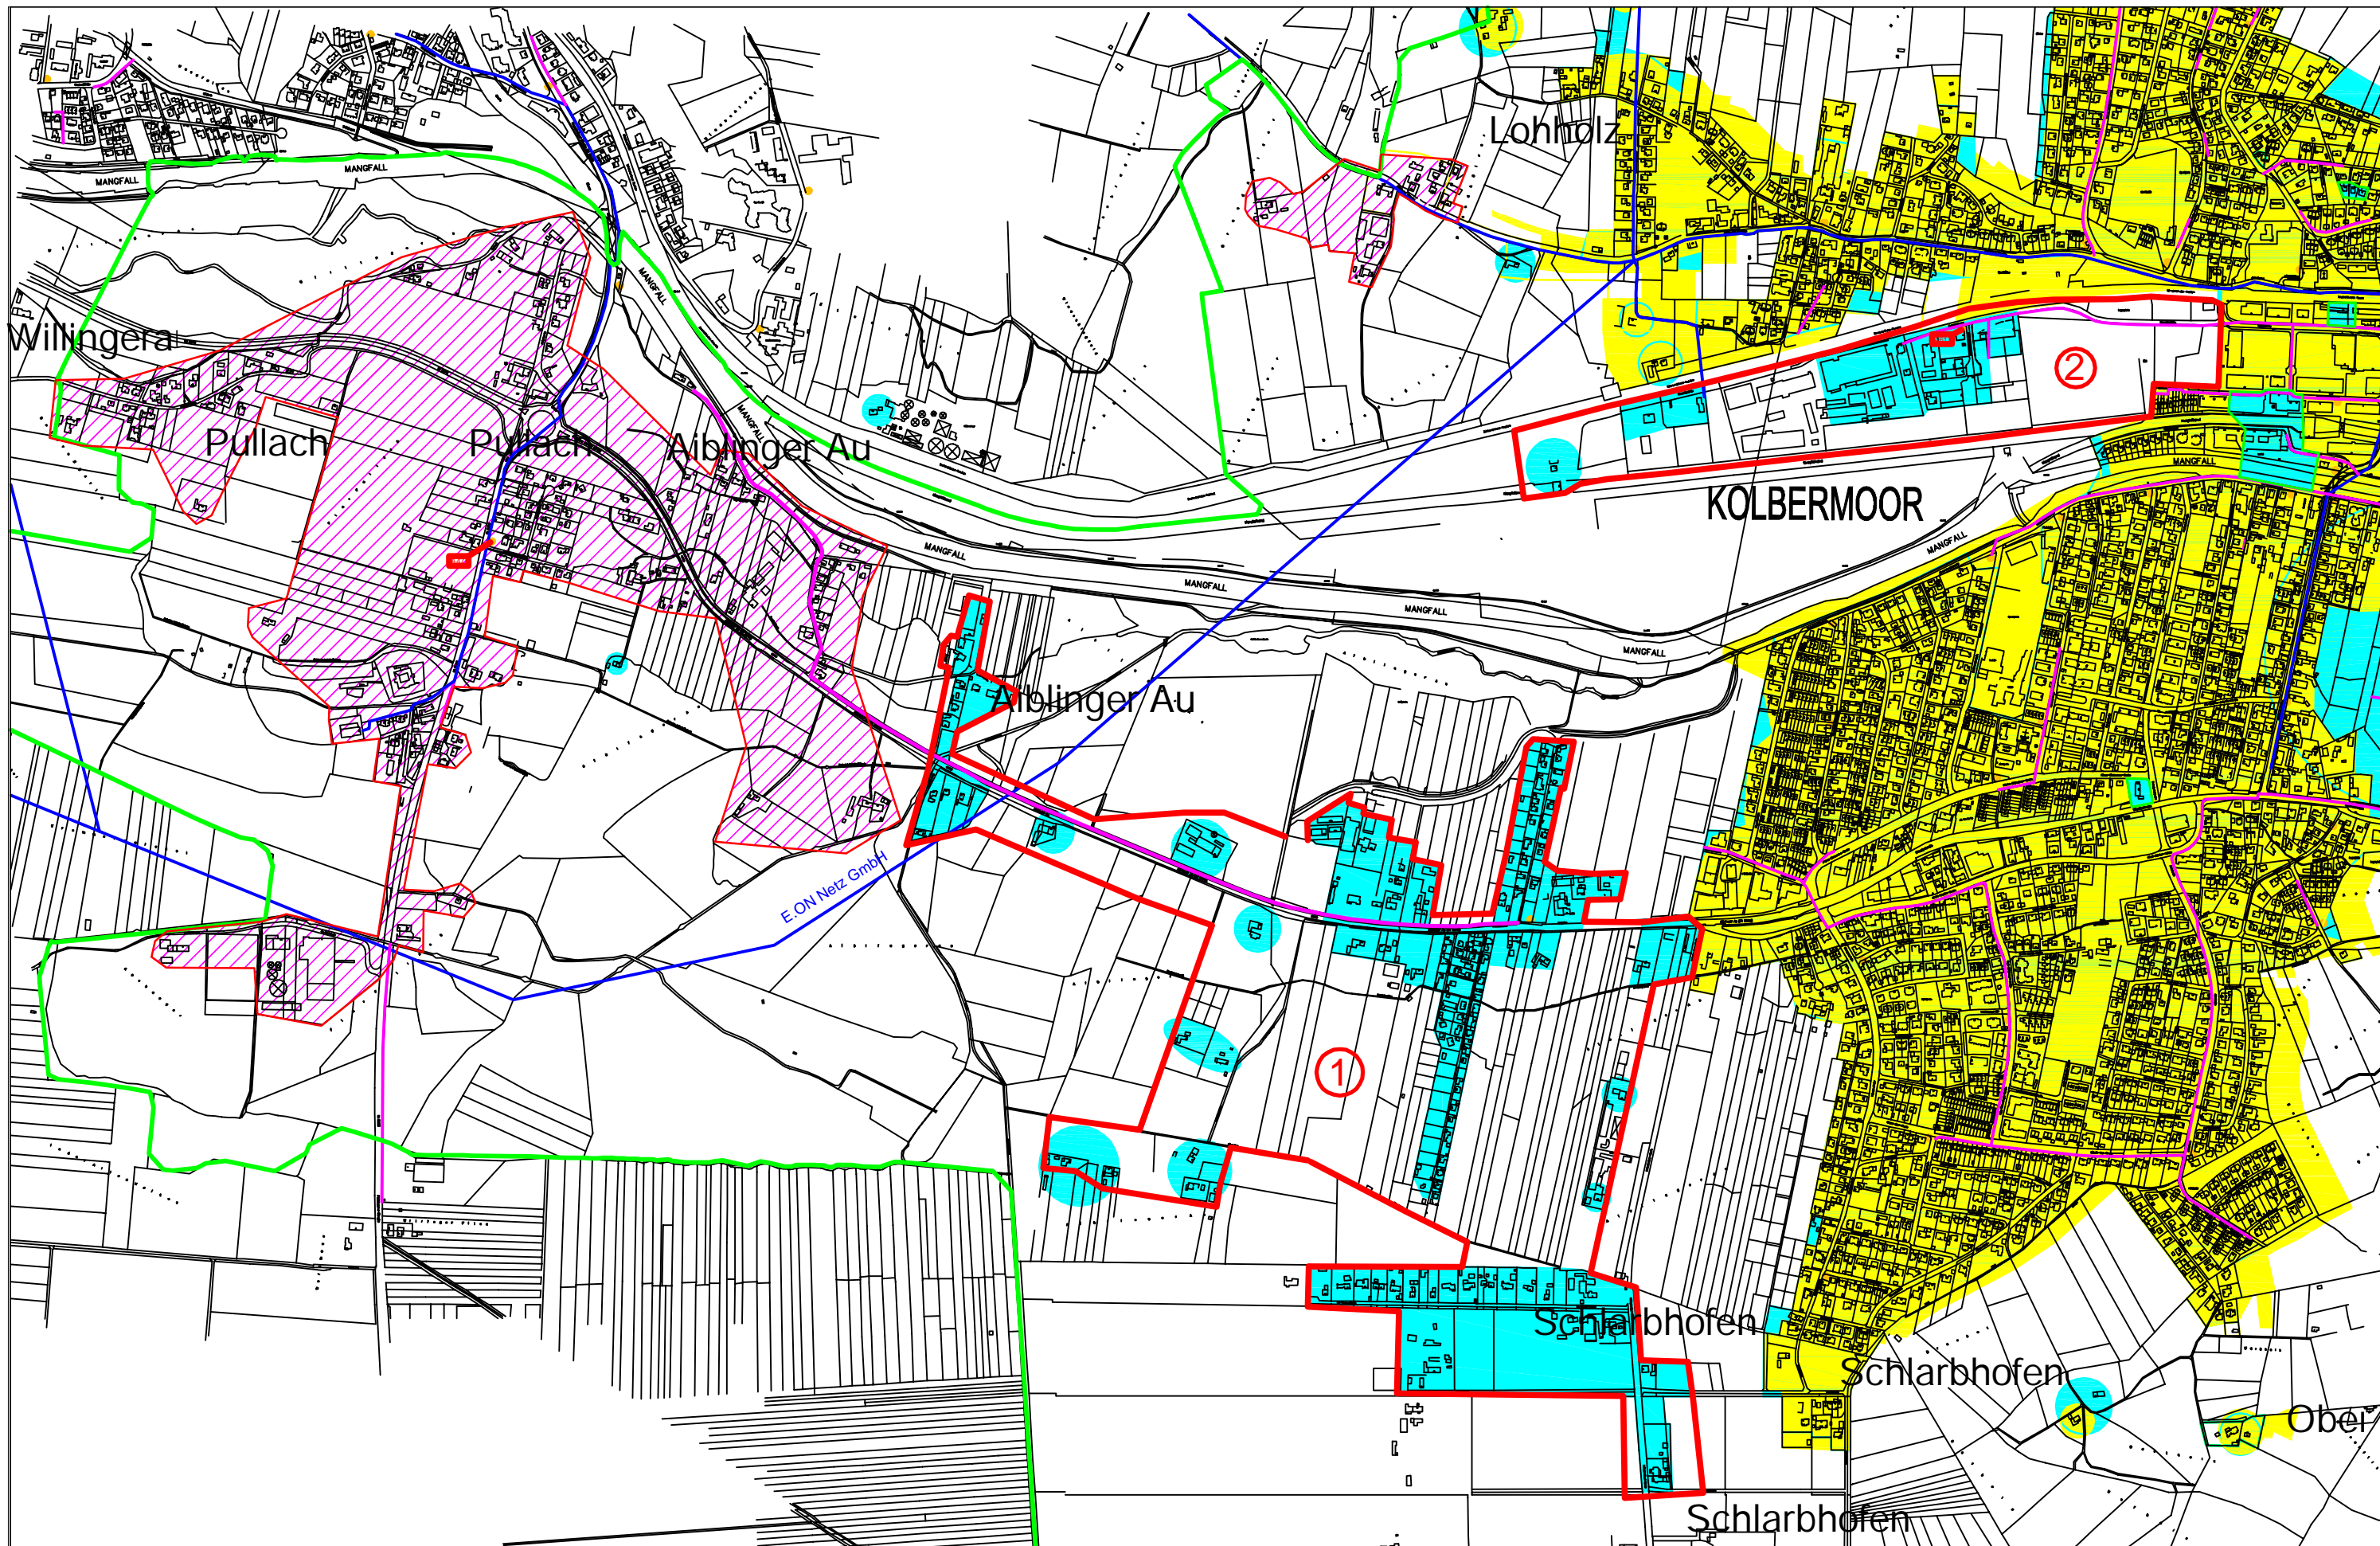 Lohholz
MANGFALL
MANGFALL
MANGFALL
Willingerau
MANGFALL
2
Pullach
Pullach
Aiblinger Au
MANGFALL
MANGFALL
KOLBERMOOR
MANGFALL
MANGFALL
MANGFALL
MANGFALL
MANGFALL
Aiblinger Au
E.ON Netz GmbH
1
Schlarbhofen
Schlarbhofen
Ober
Schlarbhofen